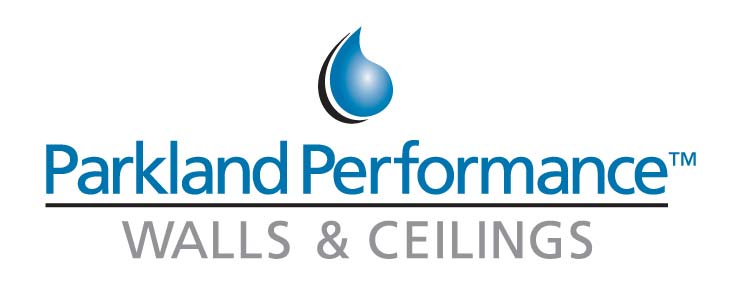 Parkland Performance™
WALLS & CEILINGS